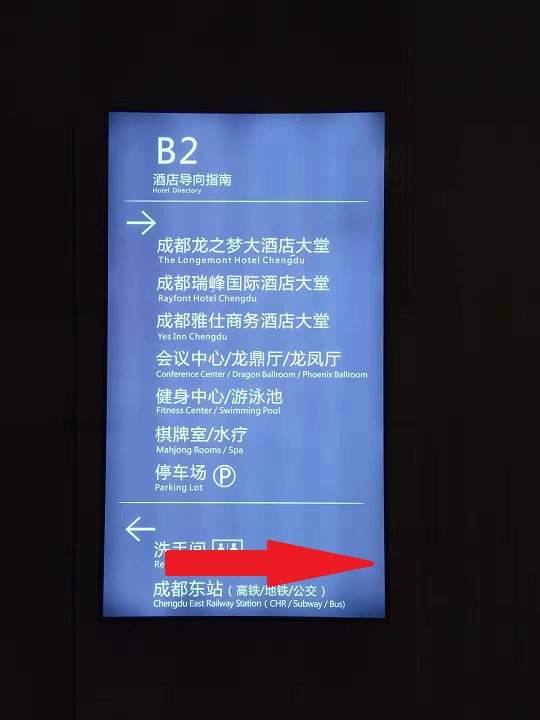 B2
酒店导向指南
Hotel Directory
成都龙之梦大酒店大堂
The Longemont Hotel Chengdu
成都瑞峰国际酒店大堂
Rayfont Hotel Chengdu
成都雅仕商务酒店大堂
Yes Inn Chengdu
会议中心/龙鼎厅/龙凤厅
Conference Center / Dragon Ballroom / Phoenix Ballroom
健身中心/游泳池
Fitness Center / Swimming Pool
棋牌室/水疗
Mahjong Rooms / Spa
停车场 P
Parking Lot
洗手间
成都东站（高铁/地铁/公交）
Chengdu East Railway Station ( CHR / Subway / Bus)